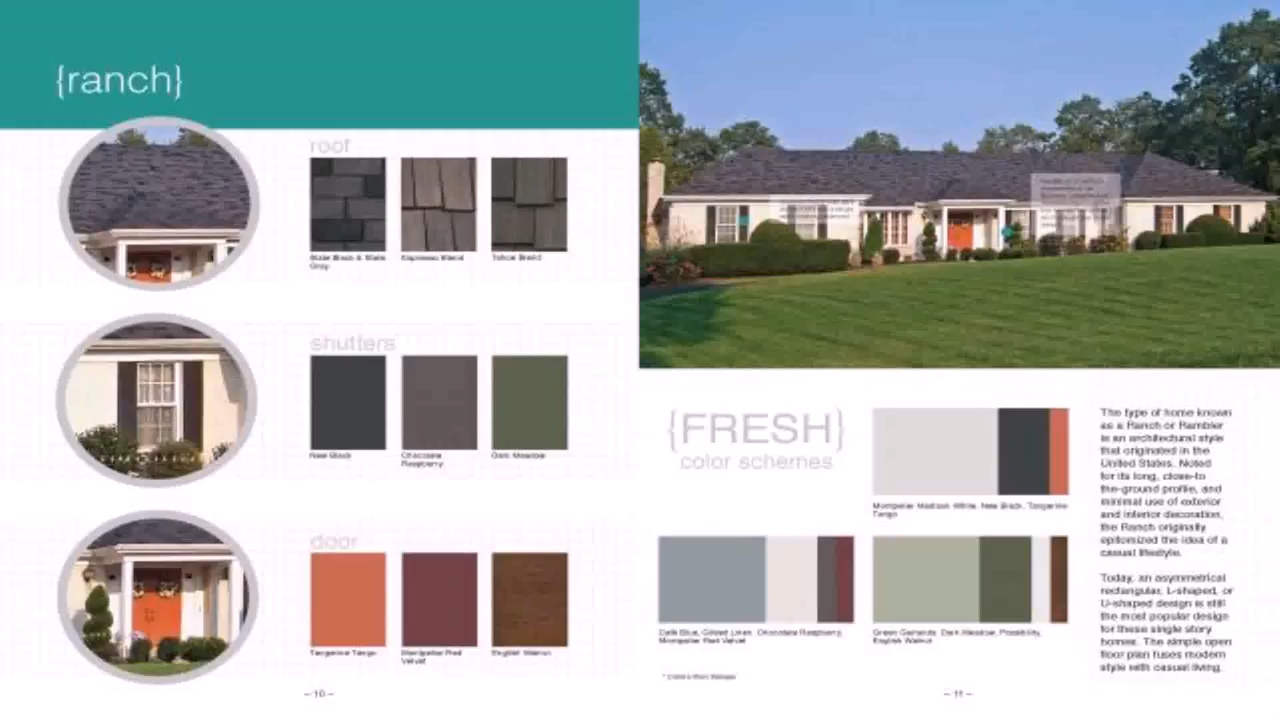 {ranch}
roof
Slate Black & Slate
Gray
Espresso Blend
Tahoe Blend
shutters
New Black
Chocolate
Raspberry
Dark Meadow
door
Tangerine Tango
Montpelier Red
Velvet
English Walnut
– 10 –
{FRESH}
color schemes
Montpelier Madison White, New Black, Tangerine
Tango
Blue, Gilded Linen, Chocolate Raspberry,
Montpelier Red Velvet
Green Dark Meadow, Possibility,
English Walnut
The type of home known
as a Ranch or Rambler
is an architectural style
that originated in the
United States. Noted
for its long, close-to
the-ground profile, and
minimal use of exterior
and interior decoration,
the Ranch originally
epitomized the idea of a
casual lifestyle.
Today, an asymmetrical
rectangular, L-shaped, or
U-shaped design is still
the most popular design
for these single story
homes. The simple open
floor plan fuses modern
style with casual living.
– 11 –